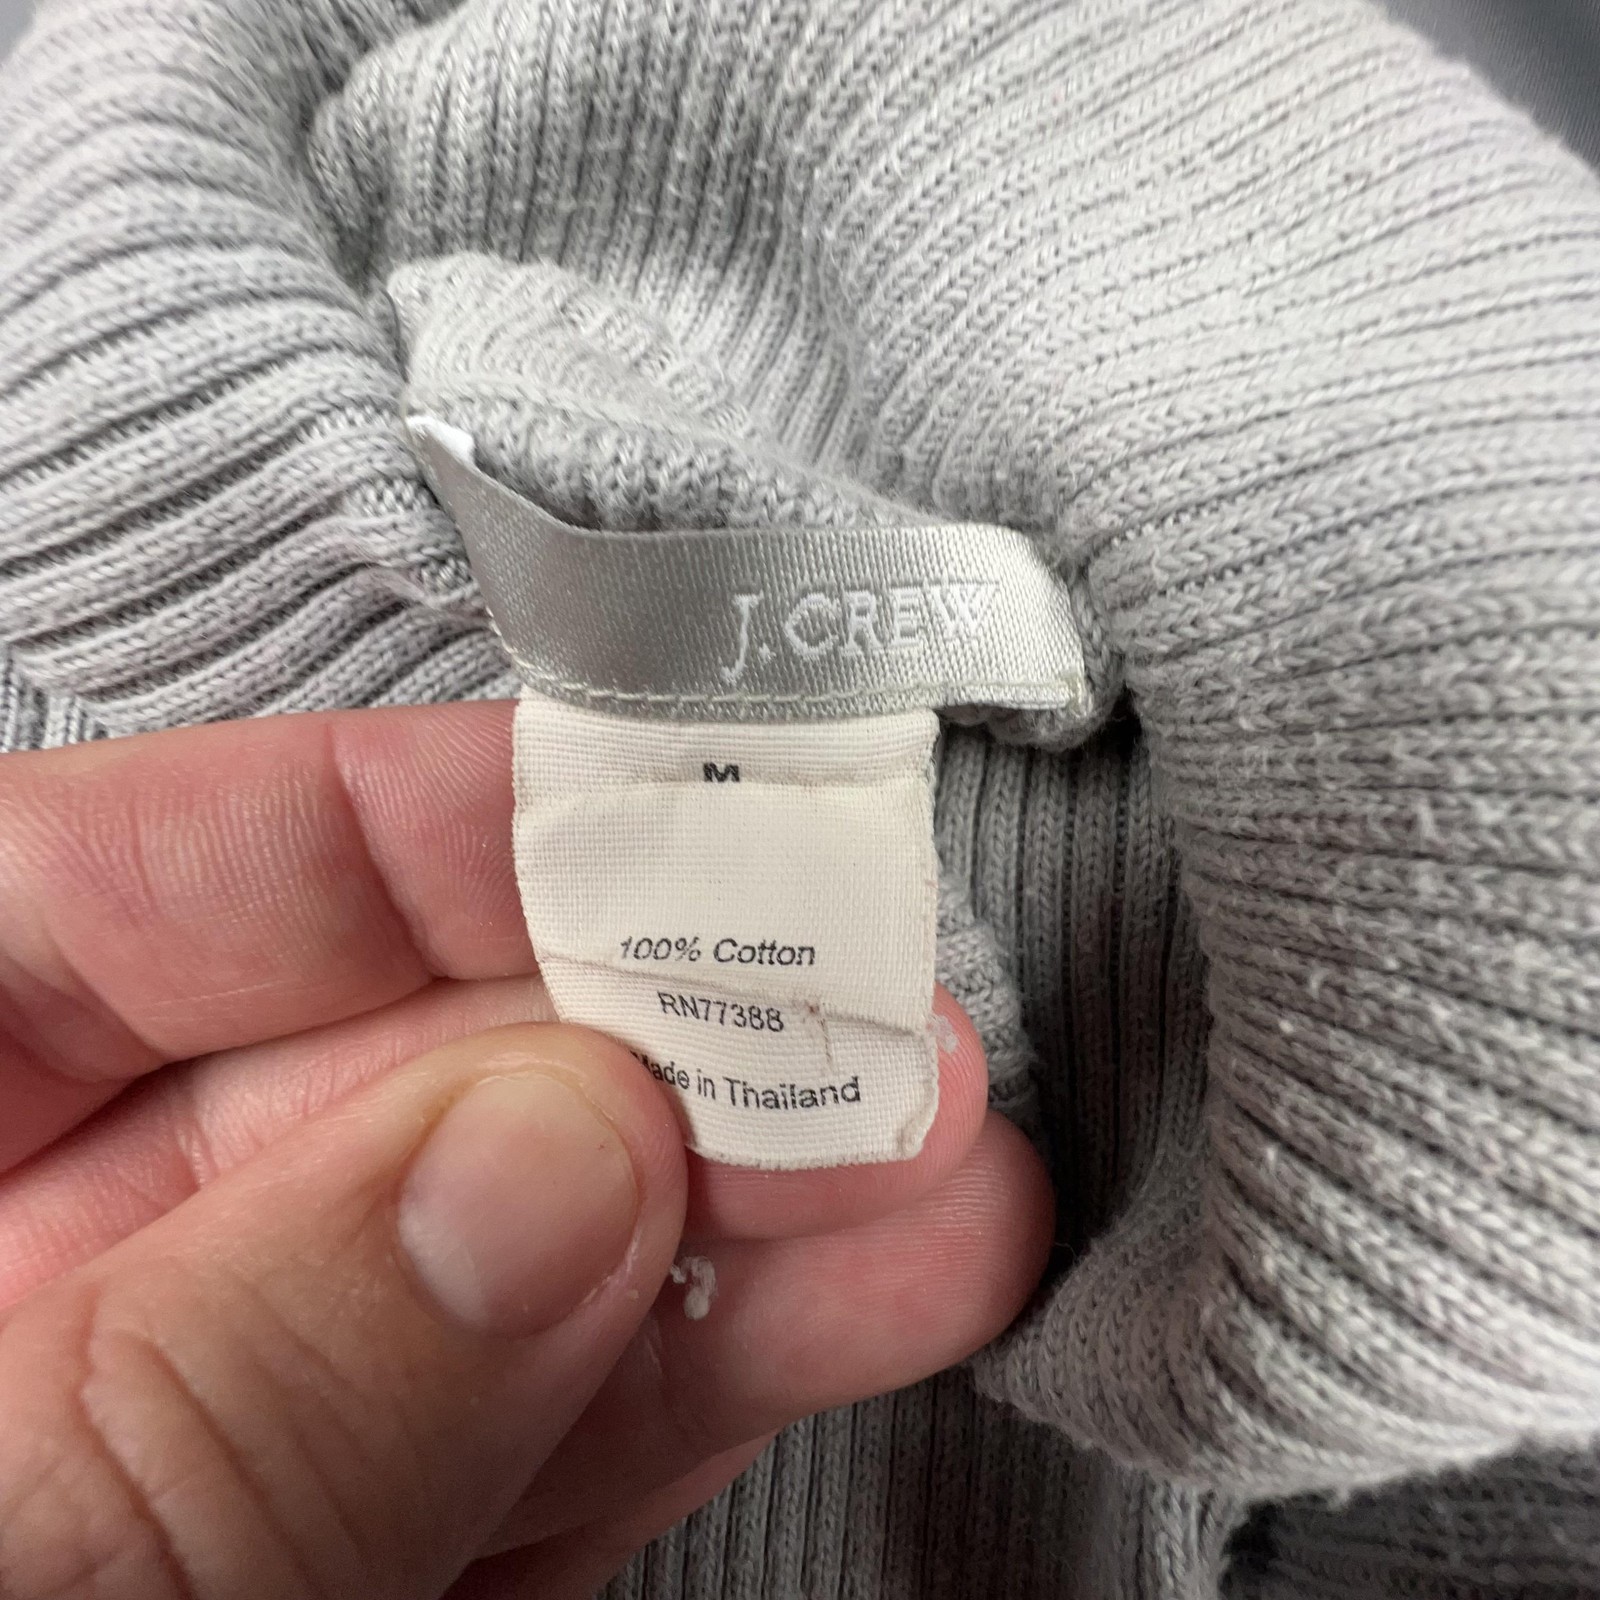 J.CREW
M
100% Cotton
RN77388
Made in Thailand